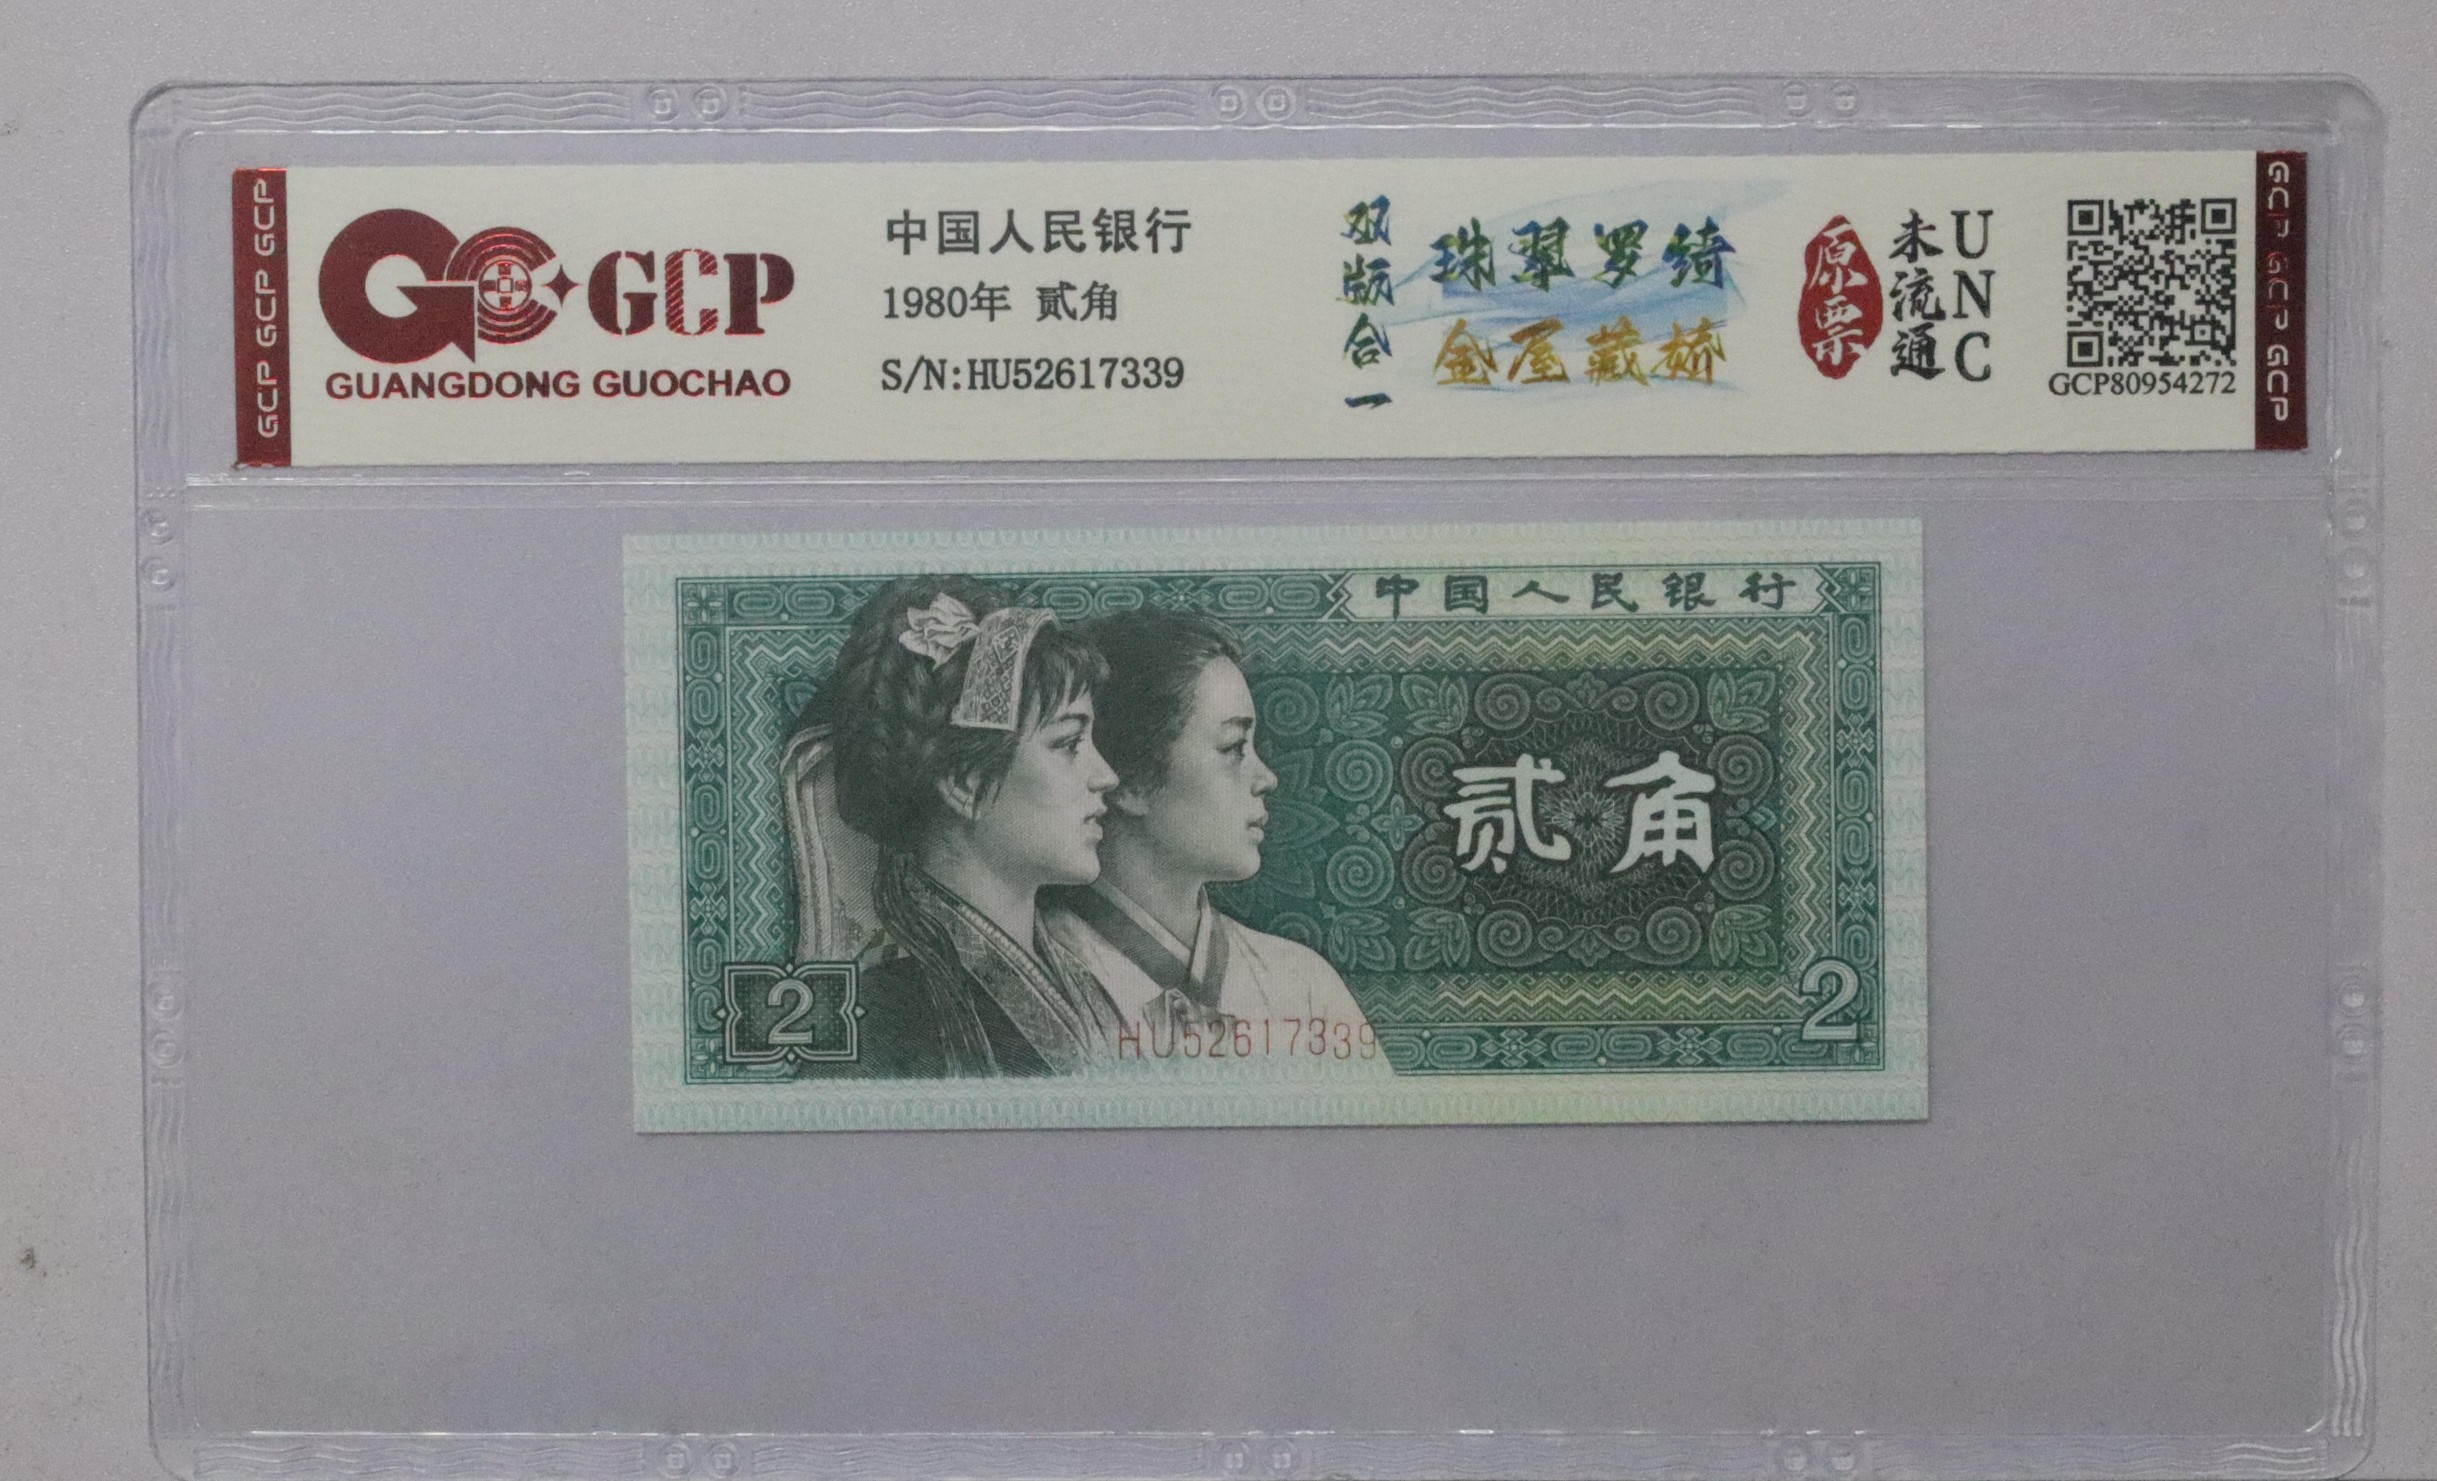 GCP GCP GCP
GCP
GUANGDONG GUOCHAO
中国人民银行
1980年 贰角
S/N:HU52617339
双版合一
珠翠罗绮
金屋藏娇
原票
未流通
UNC
GCP80954272
GCP GCP GCP
中国人民银行
贰角
2
2
HU52617339